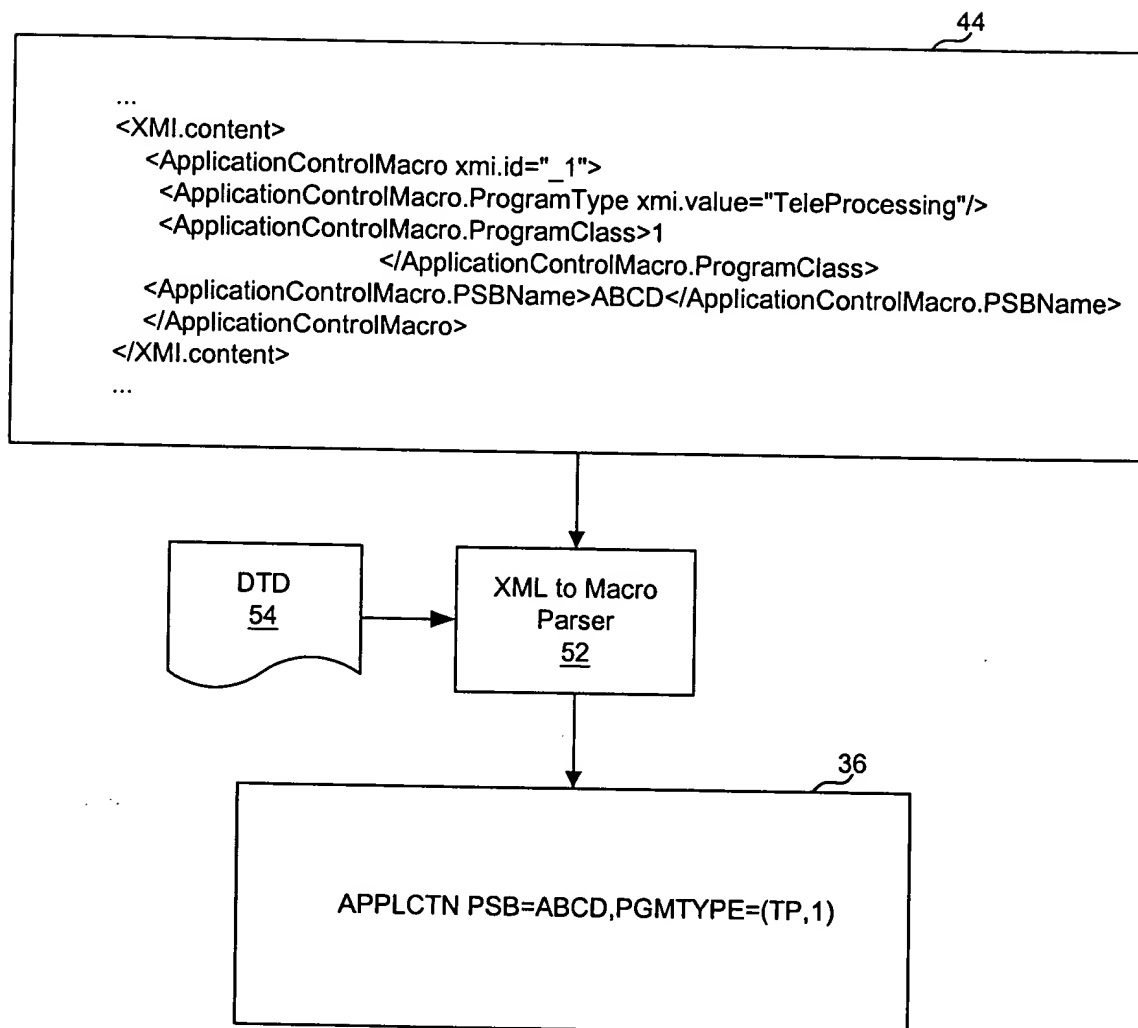 44
...
<XMI.content>
<ApplicationControlMacro xmi.id="_1">
<ApplicationControlMacro.ProgramType xmi.value="TeleProcessing"/>
<ApplicationControlMacro.ProgramClass>1
</ApplicationControlMacro.ProgramClass>
<ApplicationControlMacro.PSBName>ABCD</ApplicationControlMacro.PSBName>
</ApplicationControlMacro>
</XMI.content>
...
DTD
54
XML to Macro
Parser
52
36
APPLCTN PSB=ABCD,PGMTYPE=(TP,1)